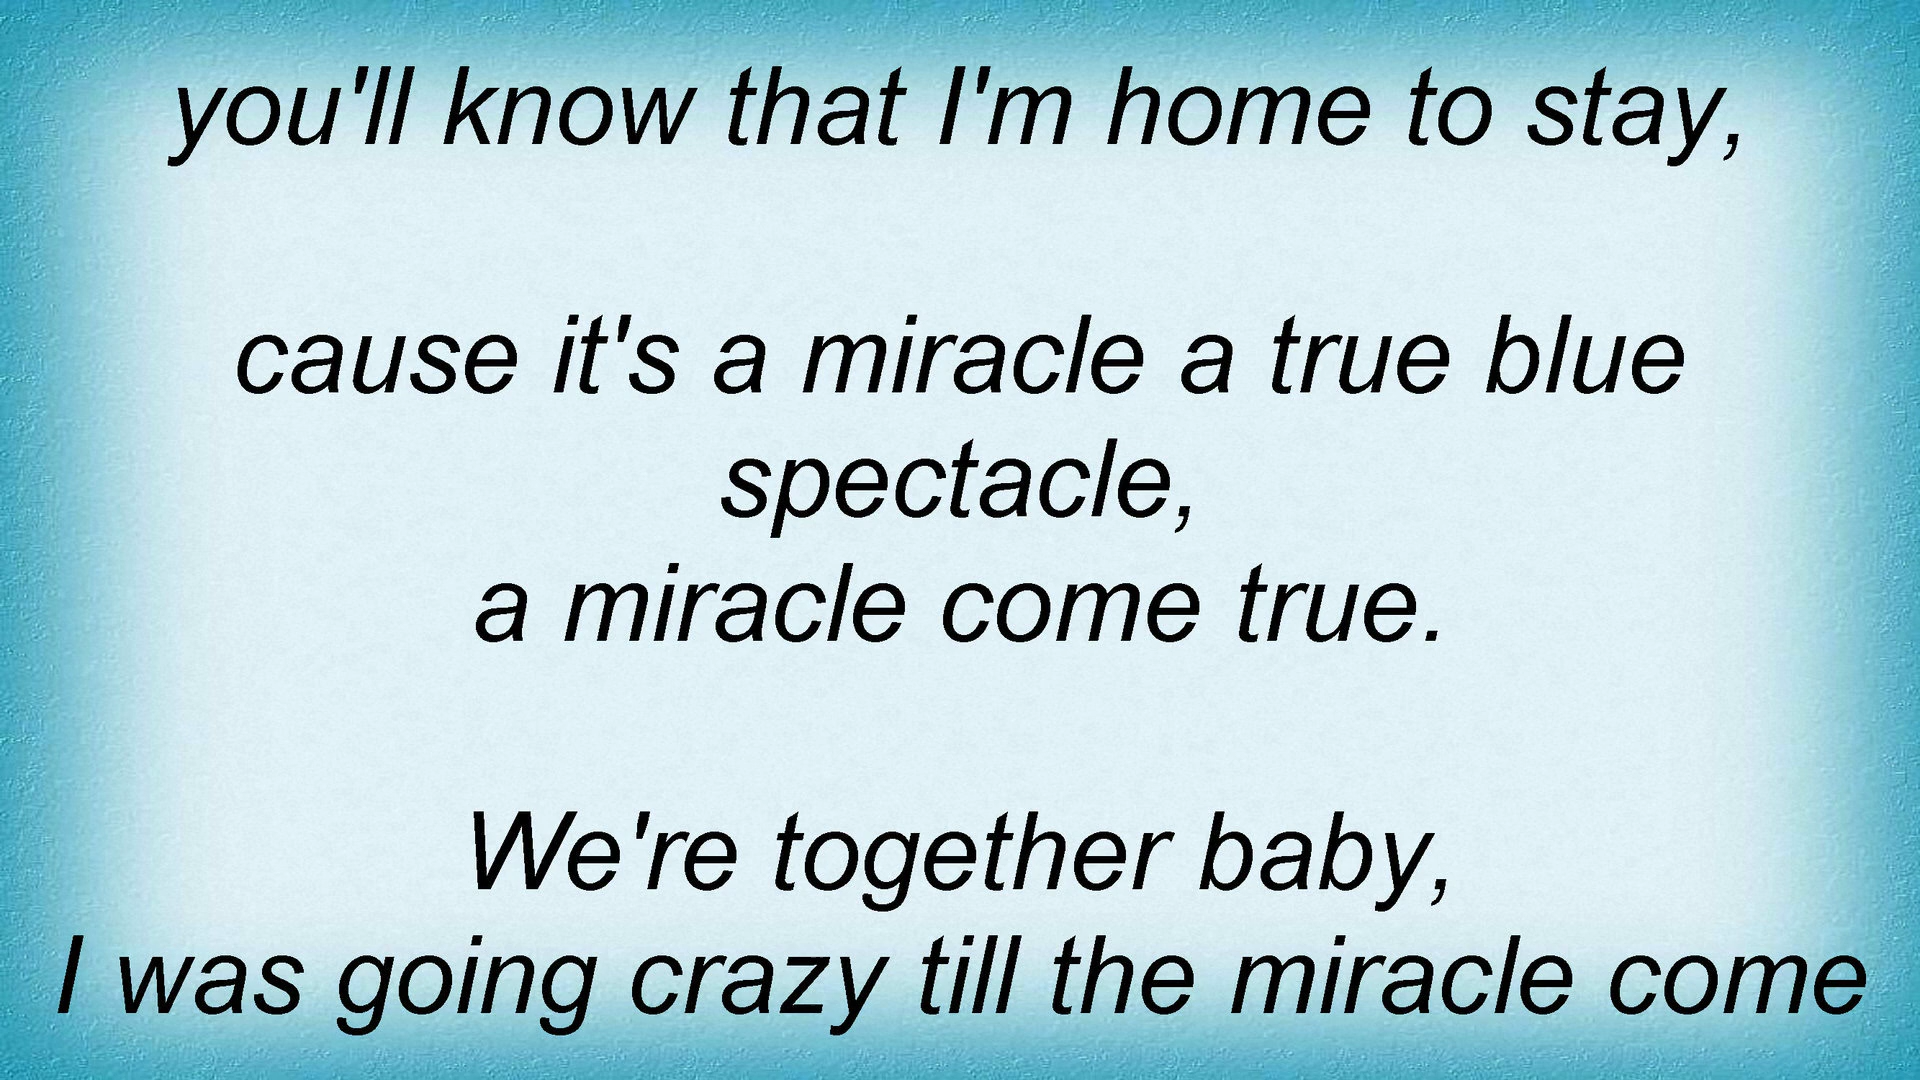 you'll know that I'm home to stay,
cause it's a miracle a true blue
spectacle,
a miracle come true.
We're together baby,
I was going crazy till the miracle come